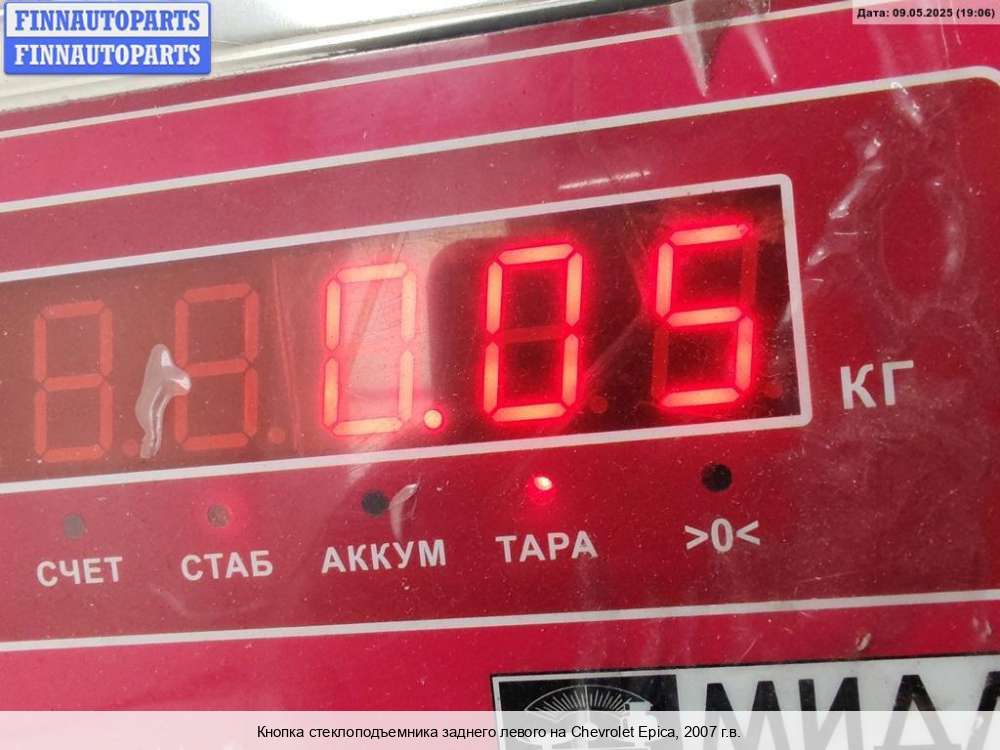 FINNAUTOPARTS
FINNAUTOPARTS
Дата: 09.05.2025 (19:06)
0.05
КГ
СЧЕТ СТАБ АККУМ ТАРА >0<
Кнопка стеклоподъемника заднего левого на Chevrolet Epica, 2007 г.в.